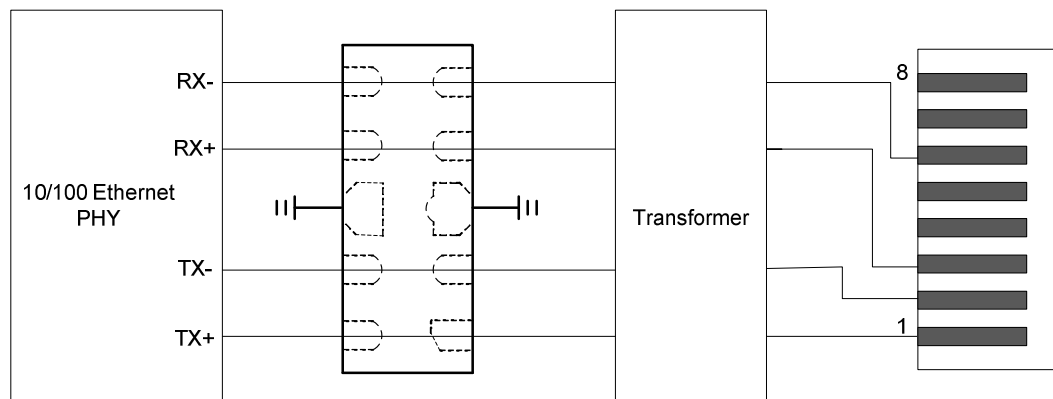 RX-
RX+
10/100 Ethernet
PHY
TX-
TX+
Transformer
8
1